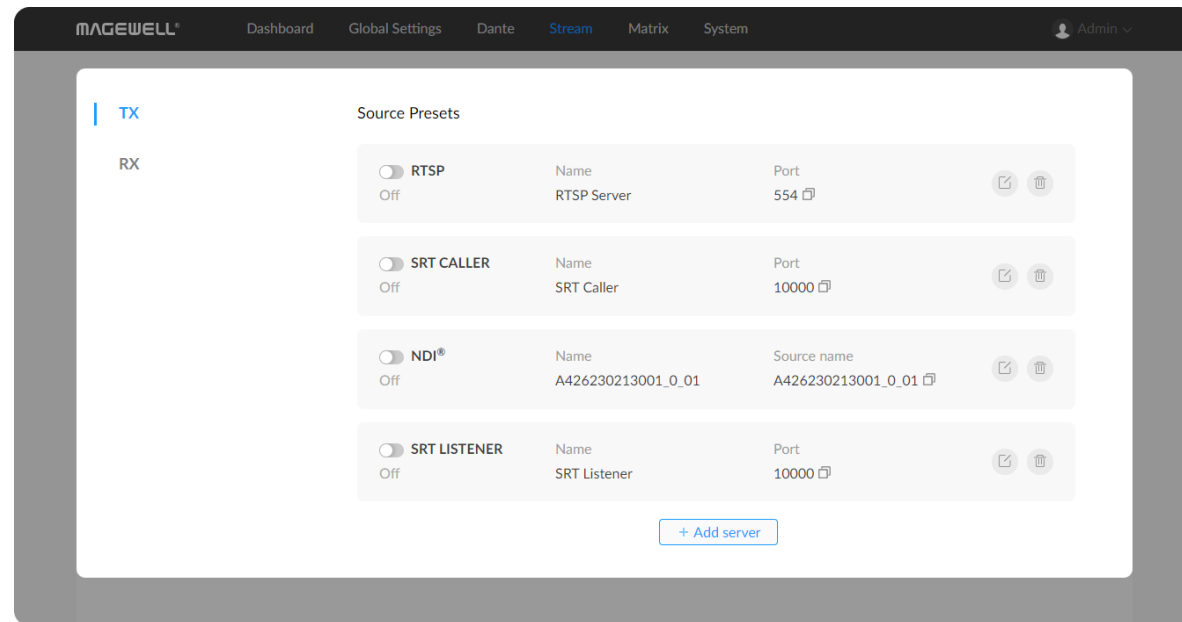 MAGEWELL®
Dashboard Global Settings Dante Stream Matrix System Admin
TX
RX
Source Presets
RTSP Name Port
Off RTSP Server 554
SRT CALLER Name Port
Off SRT Caller 10000
NDI® Name Source name
Off A426230213001_0_01 A426230213001_0_01
SRT LISTENER Name Port
Off SRT Listener 10000
+ Add server